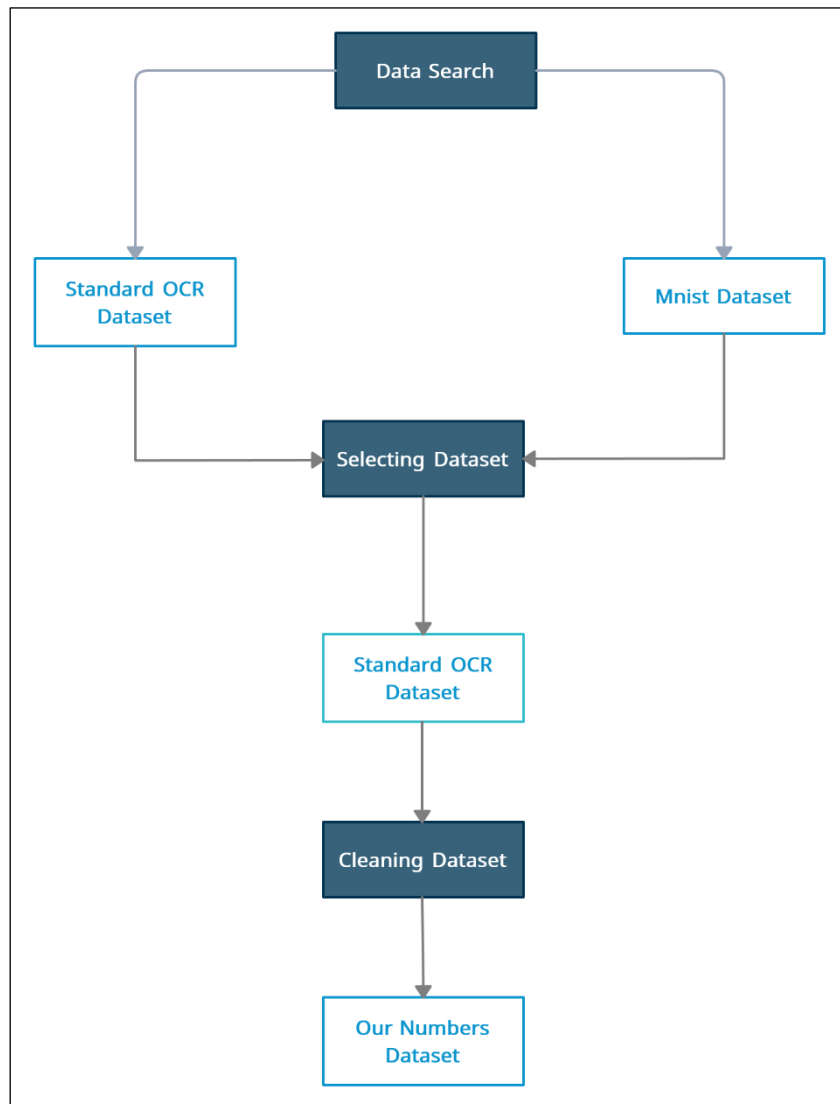 Data Search
Standard OCR
Dataset
Mnist Dataset
Selecting Dataset
Standard OCR
Dataset
Cleaning Dataset
Our Numbers
Dataset